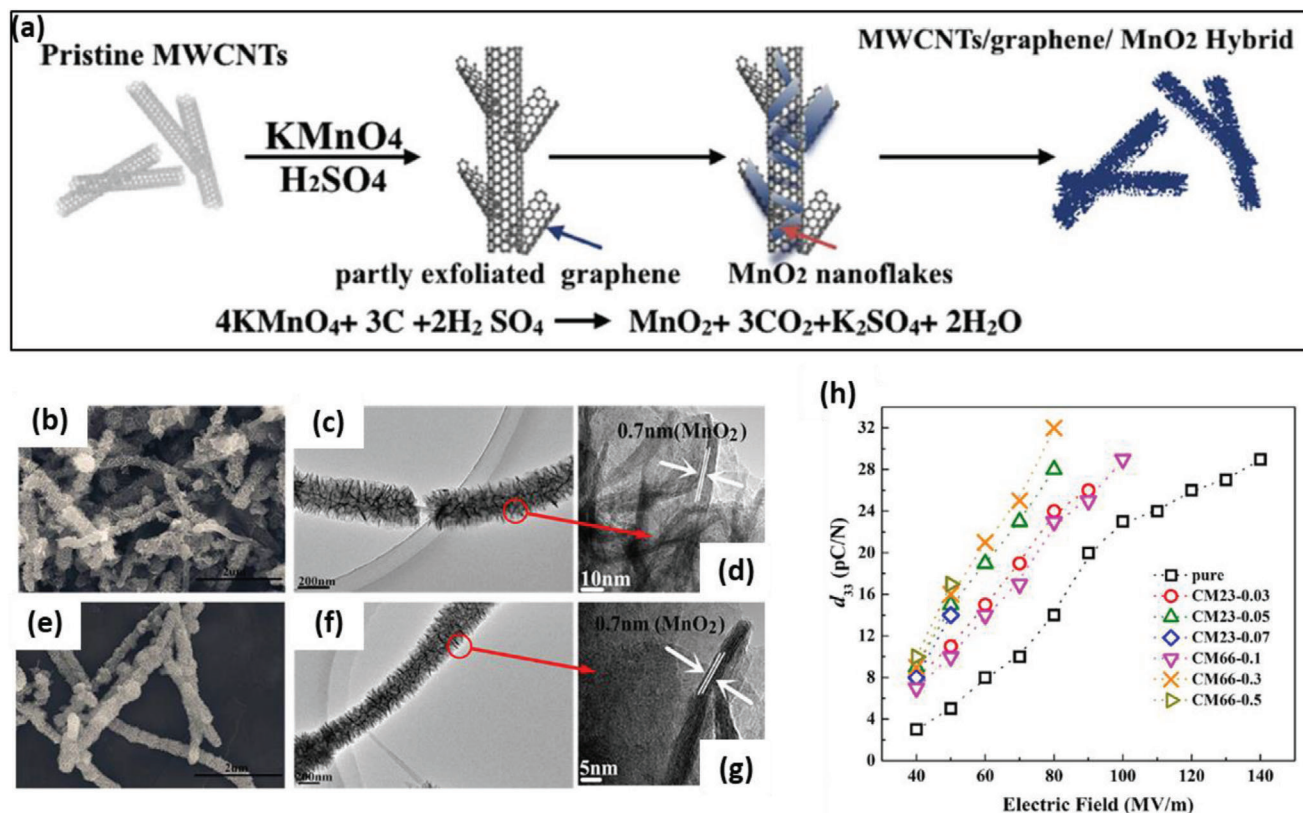 (a)
Pristine MWCNTs
MWCNTs/graphene/ MnO2 Hybrid
KMnO4
H2SO4
partly exfoliated graphene
MnO2 nanoflakes
4KMnO4+ 3C +2H2 SO4 → MnO2+ 3CO2+K2SO4+ 2H2O
(b)
2um
(c)
200nm
0.7nm(MnO2)
10nm
(d)
(e)
2um
(f)
200nm
0.7nm (MnO2)
5nm
(g)
(h)
d33 (pC/N)
32
28
24
20
16
12
8
4
0
pure
CM23-0.03
CM23-0.05
CM23-0.07
CM66-0.1
CM66-0.3
CM66-0.5
40 60 80 100 120 140
Electric Field (MV/m)